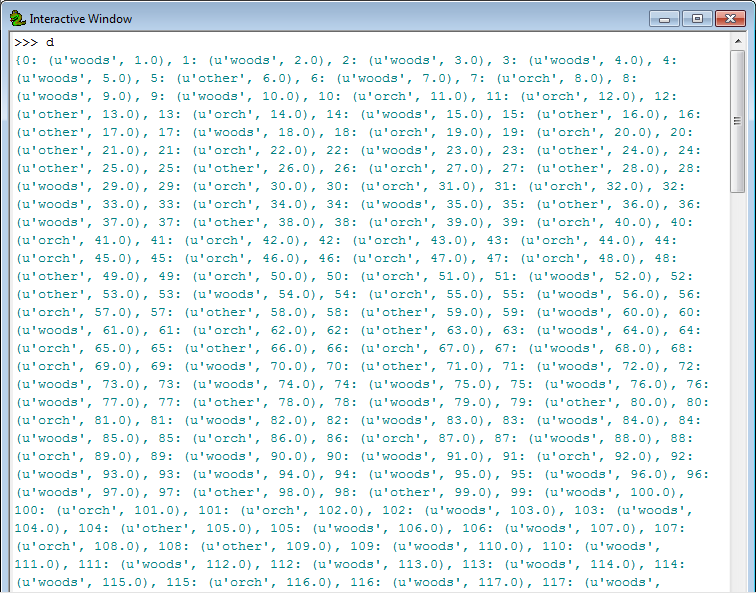 Interactive Window
>>> d
{0: (u'woods', 1.0), 1: (u'woods', 2.0), 2: (u'woods', 3.0), 3: (u'woods', 4.0), 4:
(u'woods', 5.0), 5: (u'other', 6.0), 6: (u'woods', 7.0), 7: (u'orch', 8.0), 8:
(u'woods', 9.0), 9: (u'woods', 10.0), 10: (u'orch', 11.0), 11: (u'orch', 12.0), 12:
(u'other', 13.0), 13: (u'orch', 14.0), 14: (u'woods', 15.0), 15: (u'other', 16.0), 16:
(u'other', 17.0), 17: (u'woods', 18.0), 18: (u'orch', 19.0), 19: (u'orch', 20.0), 20:
(u'other', 21.0), 21: (u'orch', 22.0), 22: (u'woods', 23.0), 23: (u'other', 24.0), 24:
(u'other', 25.0), 25: (u'other', 26.0), 26: (u'orch', 27.0), 27: (u'other', 28.0), 28:
(u'woods', 29.0), 29: (u'orch', 30.0), 30: (u'orch', 31.0), 31: (u'orch', 32.0), 32:
(u'woods', 33.0), 33: (u'orch', 34.0), 34: (u'woods', 35.0), 35: (u'other', 36.0), 36:
(u'woods', 37.0), 37: (u'other', 38.0), 38: (u'orch', 39.0), 39: (u'orch', 40.0), 40:
(u'orch', 41.0), 41: (u'orch', 42.0), 42: (u'orch', 43.0), 43: (u'orch', 44.0), 44:
(u'orch', 45.0), 45: (u'orch', 46.0), 46: (u'orch', 47.0), 47: (u'orch', 48.0), 48:
(u'other', 49.0), 49: (u'orch', 50.0), 50: (u'orch', 51.0), 51: (u'woods', 52.0), 52:
(u'other', 53.0), 53: (u'woods', 54.0), 54: (u'orch', 55.0), 55: (u'woods', 56.0), 56:
(u'orch', 57.0), 57: (u'other', 58.0), 58: (u'other', 59.0), 59: (u'woods', 60.0), 60:
(u'woods', 61.0), 61: (u'orch', 62.0), 62: (u'other', 63.0), 63: (u'woods', 64.0), 64:
(u'orch', 65.0), 65: (u'other', 66.0), 66: (u'orch', 67.0), 67: (u'woods', 68.0), 68:
(u'orch', 69.0), 69: (u'woods', 70.0), 70: (u'other', 71.0), 71: (u'woods', 72.0), 72:
(u'woods', 73.0), 73: (u'woods', 74.0), 74: (u'woods', 75.0), 75: (u'woods', 76.0), 76:
(u'woods', 77.0), 77: (u'other', 78.0), 78: (u'woods', 79.0), 79: (u'other', 80.0), 80:
(u'orch', 81.0), 81: (u'woods', 82.0), 82: (u'woods', 83.0), 83: (u'woods', 84.0), 84:
(u'woods', 85.0), 85: (u'orch', 86.0), 86: (u'orch', 87.0), 87: (u'woods', 88.0), 88:
(u'orch', 89.0), 89: (u'woods', 90.0), 90: (u'woods', 91.0), 91: (u'orch', 92.0), 92:
(u'woods', 93.0), 93: (u'woods', 94.0), 94: (u'woods', 95.0), 95: (u'woods', 96.0), 96:
(u'woods', 97.0), 97: (u'other', 98.0), 98: (u'other', 99.0), 99: (u'woods', 100.0),
100: (u'orch', 101.0), 101: (u'orch', 102.0), 102: (u'woods', 103.0), 103: (u'woods',
104.0), 104: (u'other', 105.0), 105: (u'woods', 106.0), 106: (u'woods', 107.0), 107:
(u'orch', 108.0), 108: (u'other', 109.0), 109: (u'woods', 110.0), 110: (u'woods',
111.0), 111: (u'woods', 112.0), 112: (u'woods', 113.0), 113: (u'woods', 114.0), 114:
(u'woods', 115.0), 115: (u'orch', 116.0), 116: (u'woods', 117.0), 117: (u'woods',